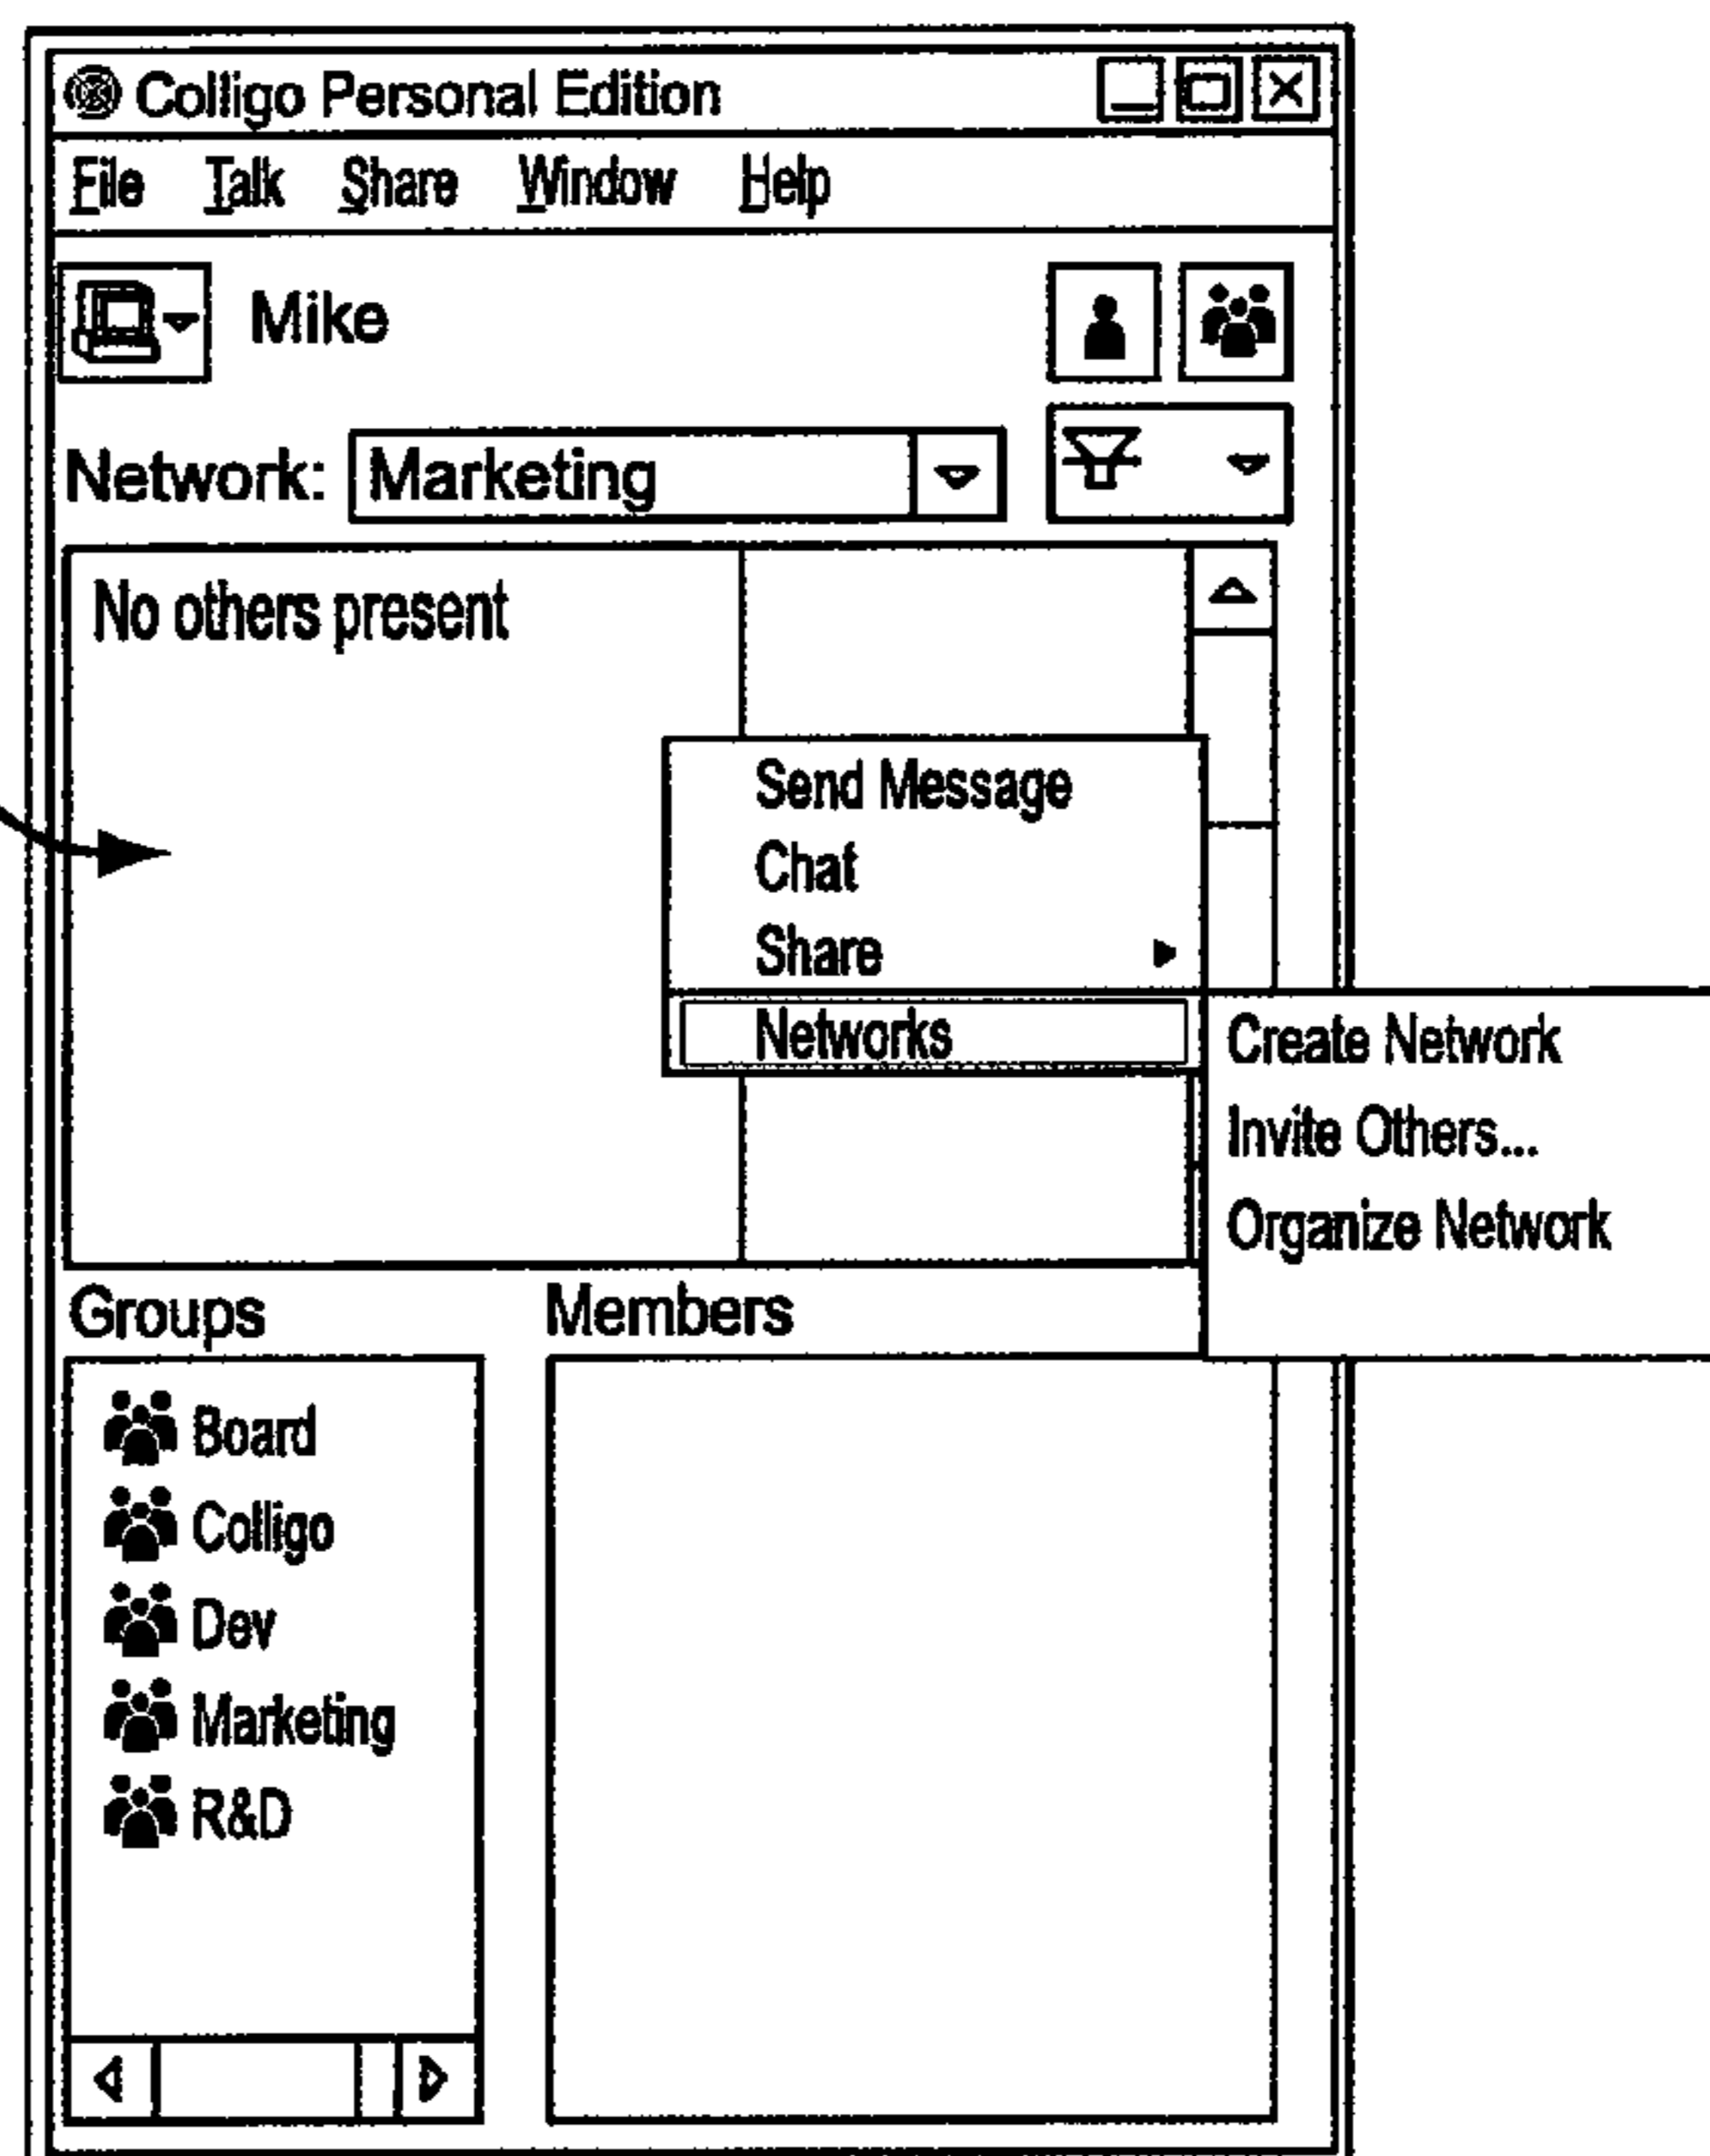 Colligo Personal Edition
File Talk Share Window Help
Mike
Network: Marketing
No others present
Send Message
Chat
Share
Networks
Create Network
Invite Others...
Organize Network
Groups Members
Board
Colligo
Dev
Marketing
R&D